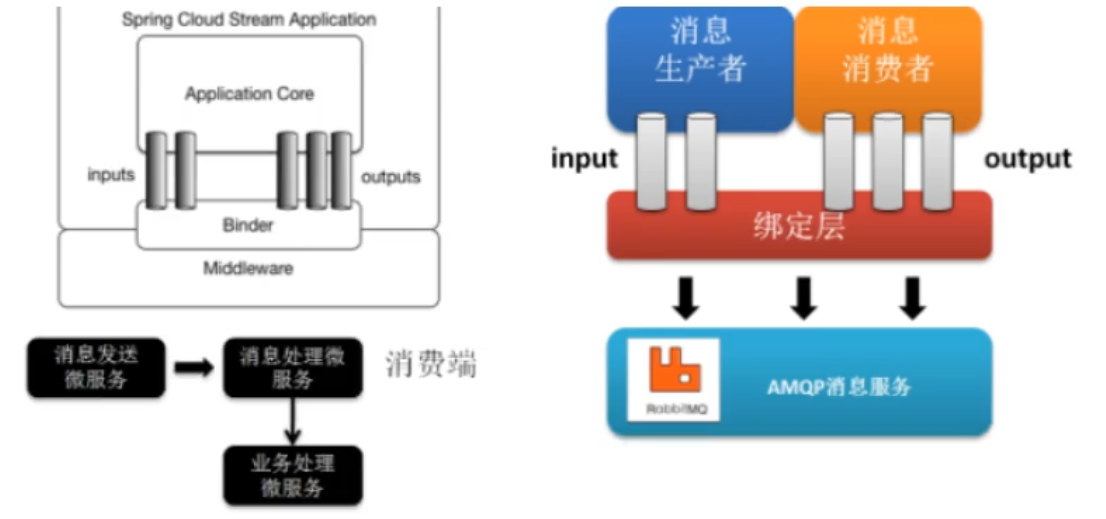 Spring Cloud Stream Application
Application Core
inputs
outputs
Binder
Middleware
消息发送
微服务
消息处理微
服务
消费端
业务处理
微服务
消息
生产者
消息
消费者
input
output
绑定层
RabbitMQ
AMQP消息服务